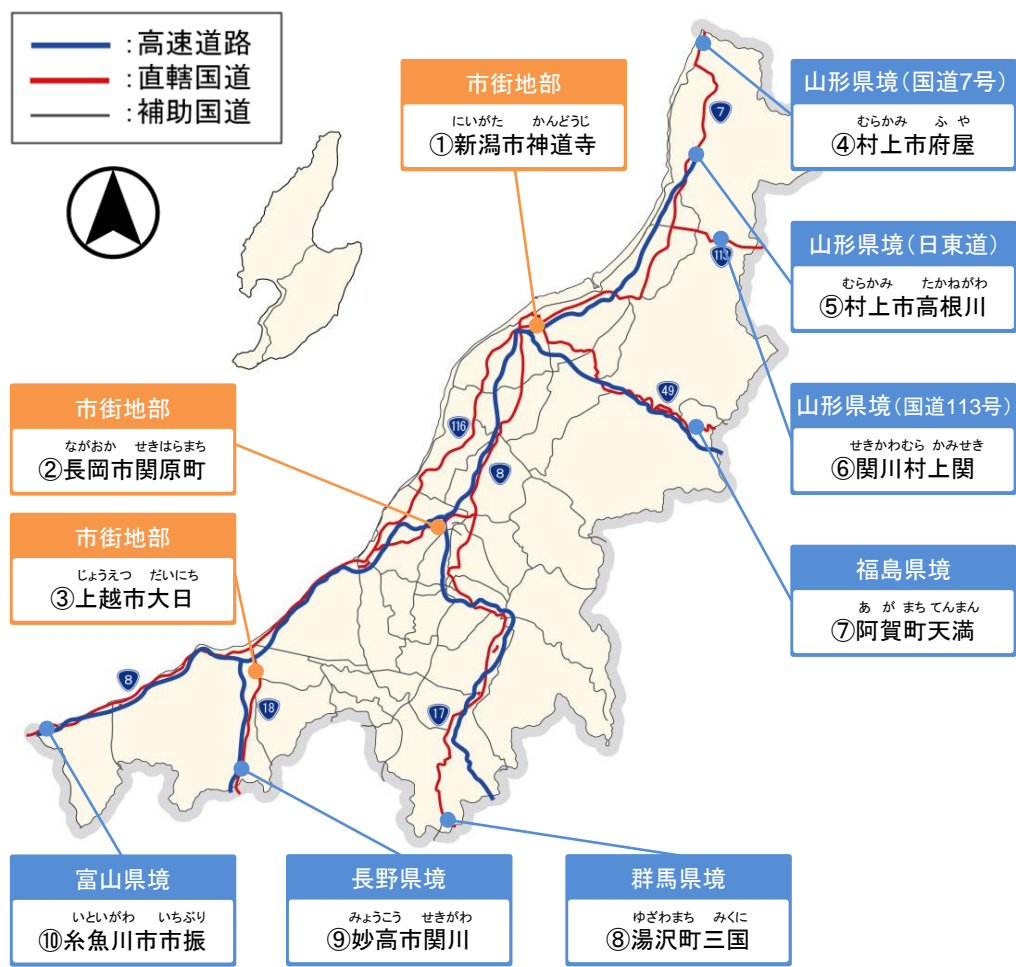 ：高速道路
：直轄国道
：補助国道
市街地部
にいがた かんどうじ
①新潟市神道寺
山形県境（国道7号）
むらかみ ふや
④村上市府屋
山形県境（日東道）
むらかみ たかねがわ
⑤村上市高根川
山形県境（国道113号）
せきかわむら かみせき
⑥関川村上関
市街地部
ながおか せきはらまち
②長岡市関原町
市街地部
じょうえつ だいにち
③上越市大日
福島県境
あがまちてんまん
⑦阿賀町天満
7
113
49
116
8
8
18
17
富山県境
いといがわ いちぶり
⑩糸魚川市市振
長野県境
みょうこう せきがわ
⑨妙高市関川
群馬県境
ゆざわまち みくに
⑧湯沢町三国